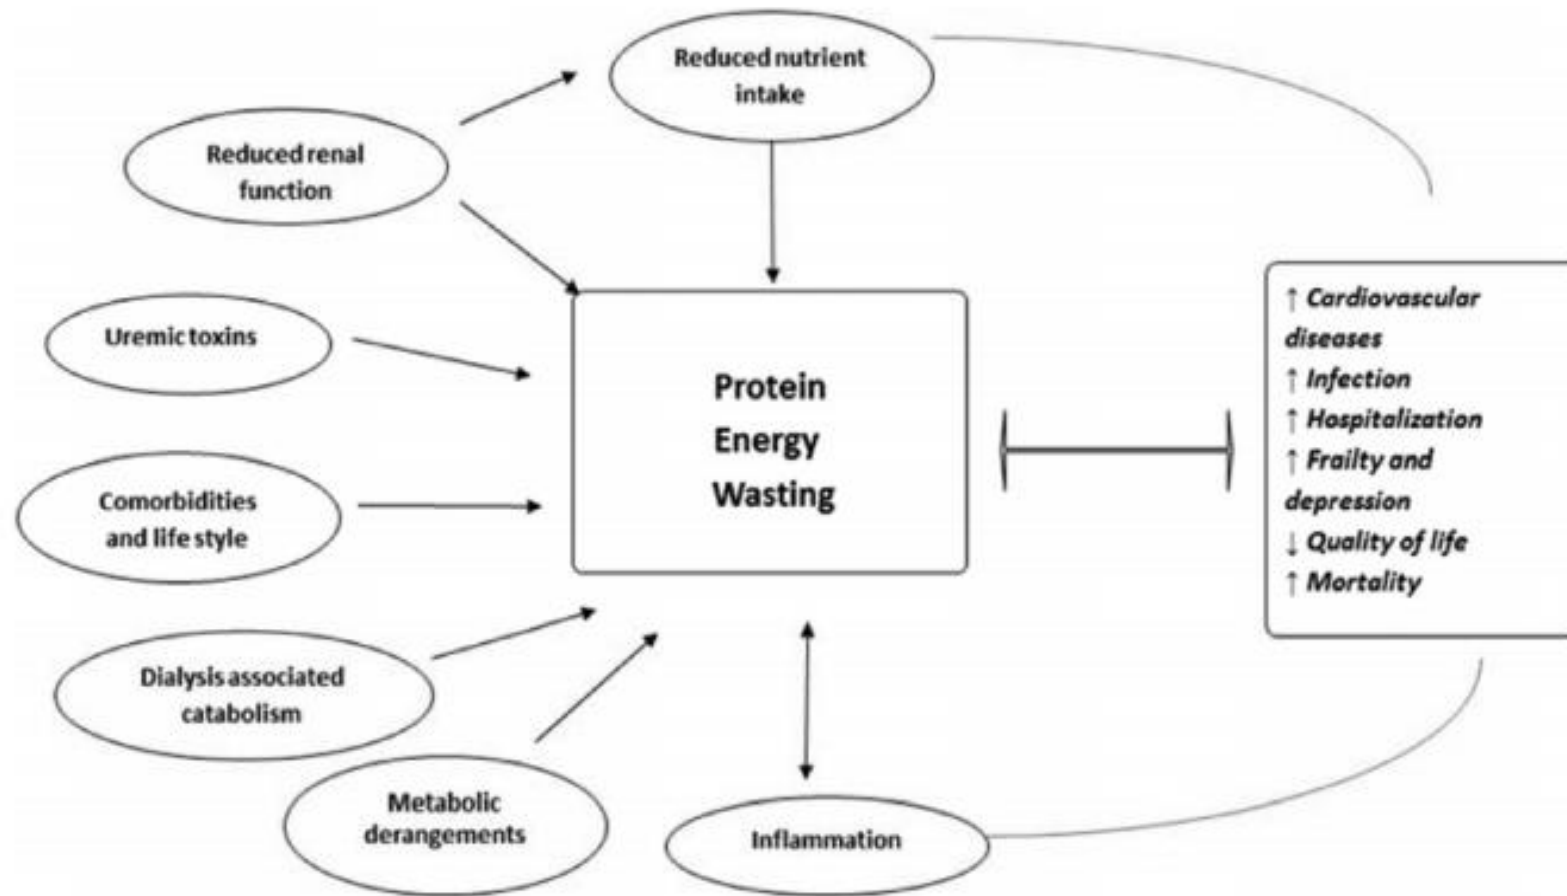 Reduced nutrient
intake
Reduced renal
function
Uremic toxins
Comorbidities
and life style
Dialysis associated
catabolism
Metabolic
derangements
Inflammation
Protein
Energy
Wasting
↑ Cardiovascular
diseases
↑ Infection
↑ Hospitalization
↑ Frailty and
depression
↓ Quality of life
↑ Mortality